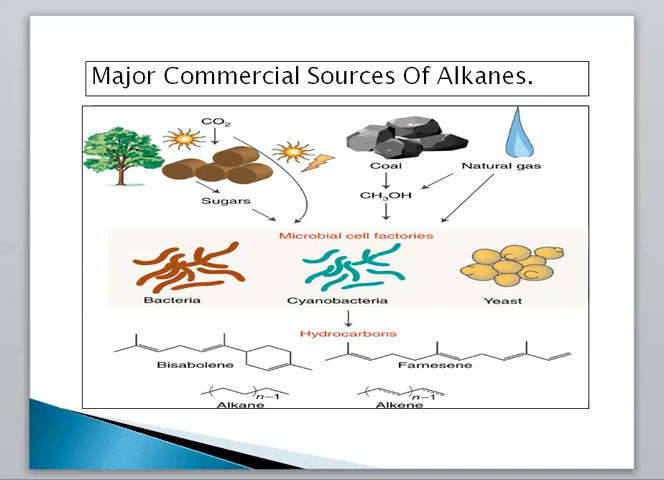 Major Commercial Sources Of Alkanes.
CO2
Coal
Natural gas
Sugars
CH3OH
Microbial cell factories
Bacteria
Cyanobacteria
Yeast
Hydrocarbons
Bisabolene
Farnesene
n−1
n−1
Alkane
Alkene